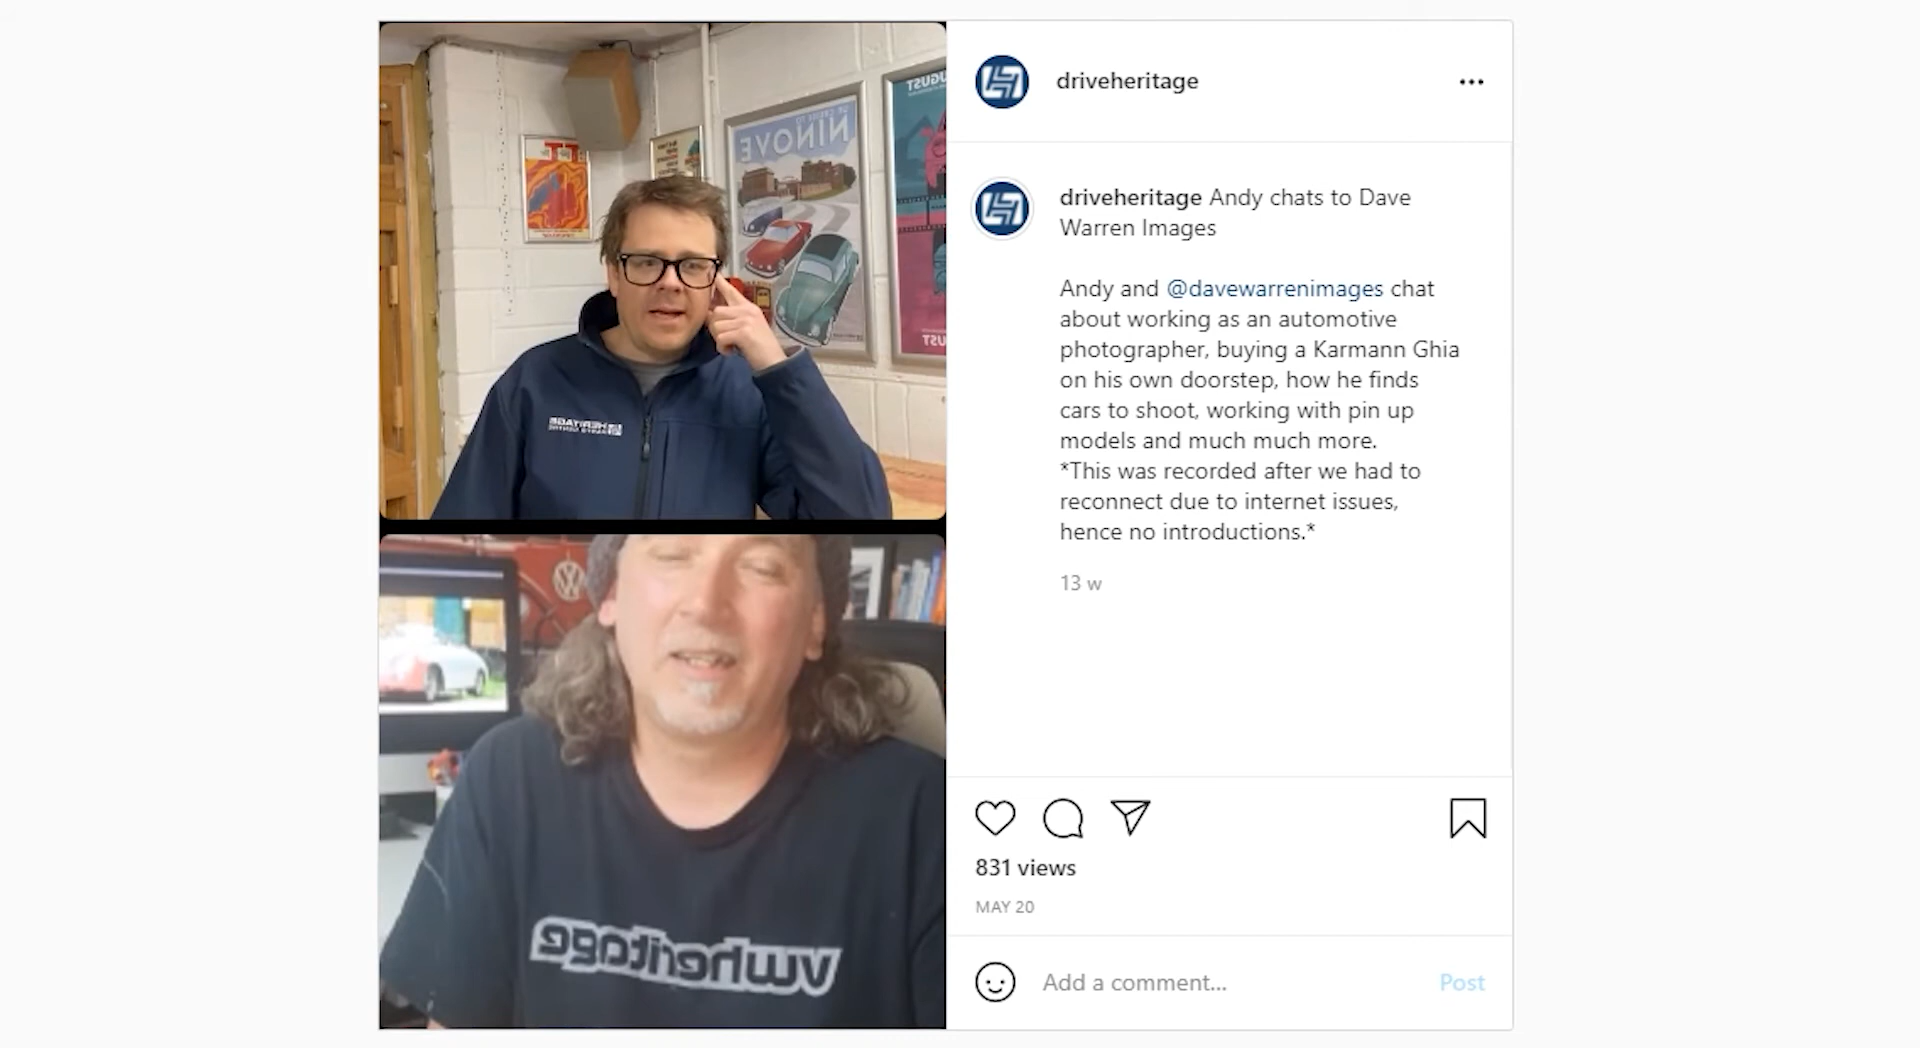 AUGUST
NINOVE
TT
HERITAGE
vwheritage
driveheritage
driveheritage Andy chats to Dave
Warren Images
Andy and @davewarrenimages chat
about working as an automotive
photographer, buying a Karmann Ghia
on his own doorstep, how he finds
cars to shoot, working with pin up
models and much much more.
*This was recorded after we had to
reconnect due to internet issues,
hence no introductions.*
13 w
831 views
MAY 20
Add a comment...
Post